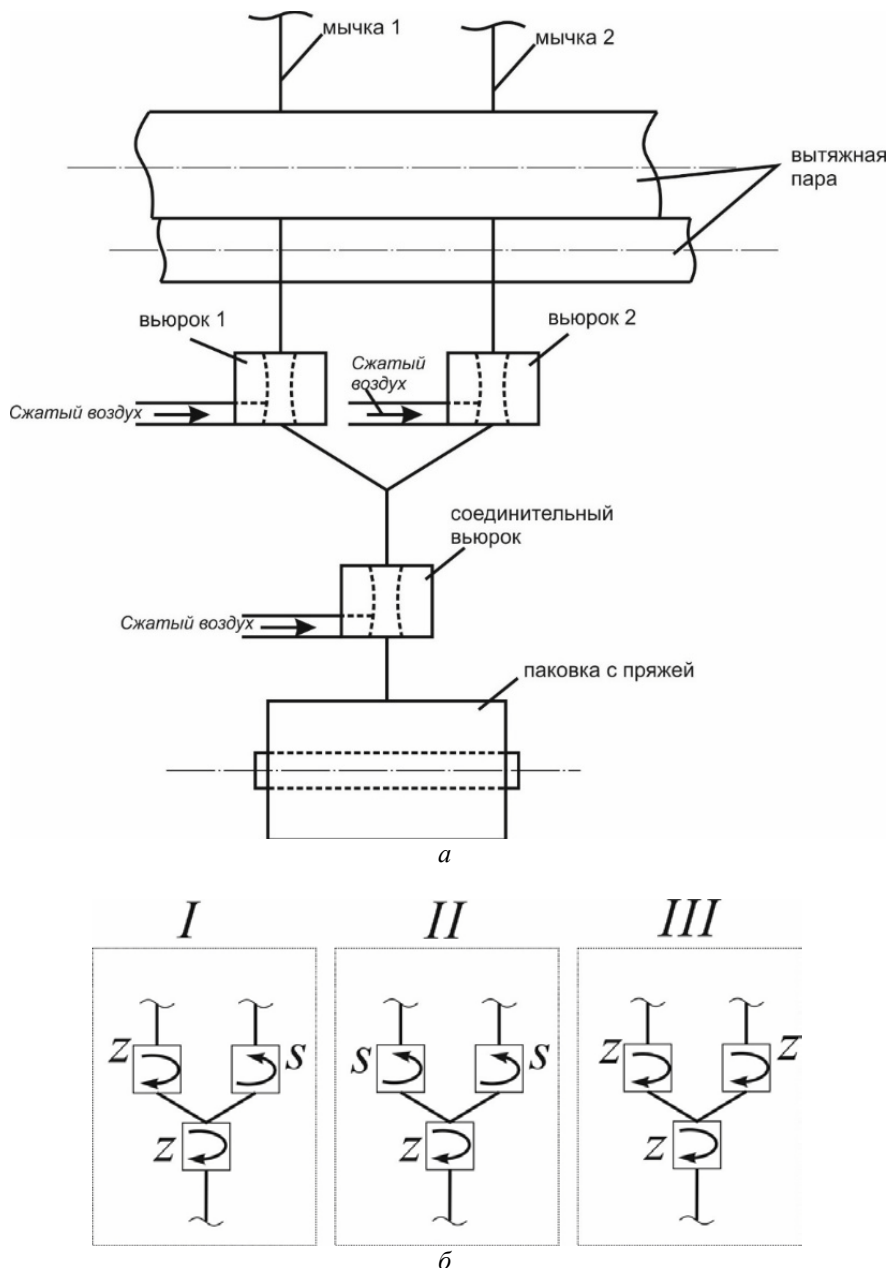 мычка 1
мычка 2
вытяжная
пара
вьюрок 1
вьюрок 2
Сжатый
воздух
Сжатый воздух
соединительный
вьюрок
Сжатый воздух
паковка с пряжей
а
I II III
z s s s z z
z z z
б